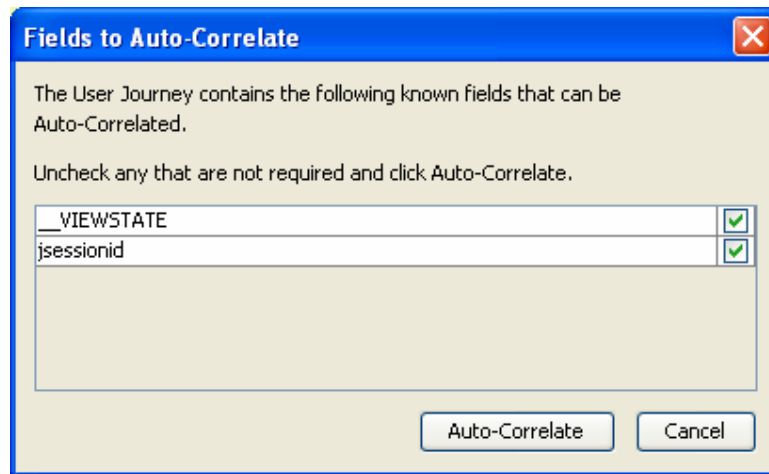 Fields to Auto-Correlate
The User Journey contains the following known fields that can be
Auto-Correlated.
Uncheck any that are not required and click Auto-Correlate.
__VIEWSTATE
jsessionid
Auto-Correlate
Cancel